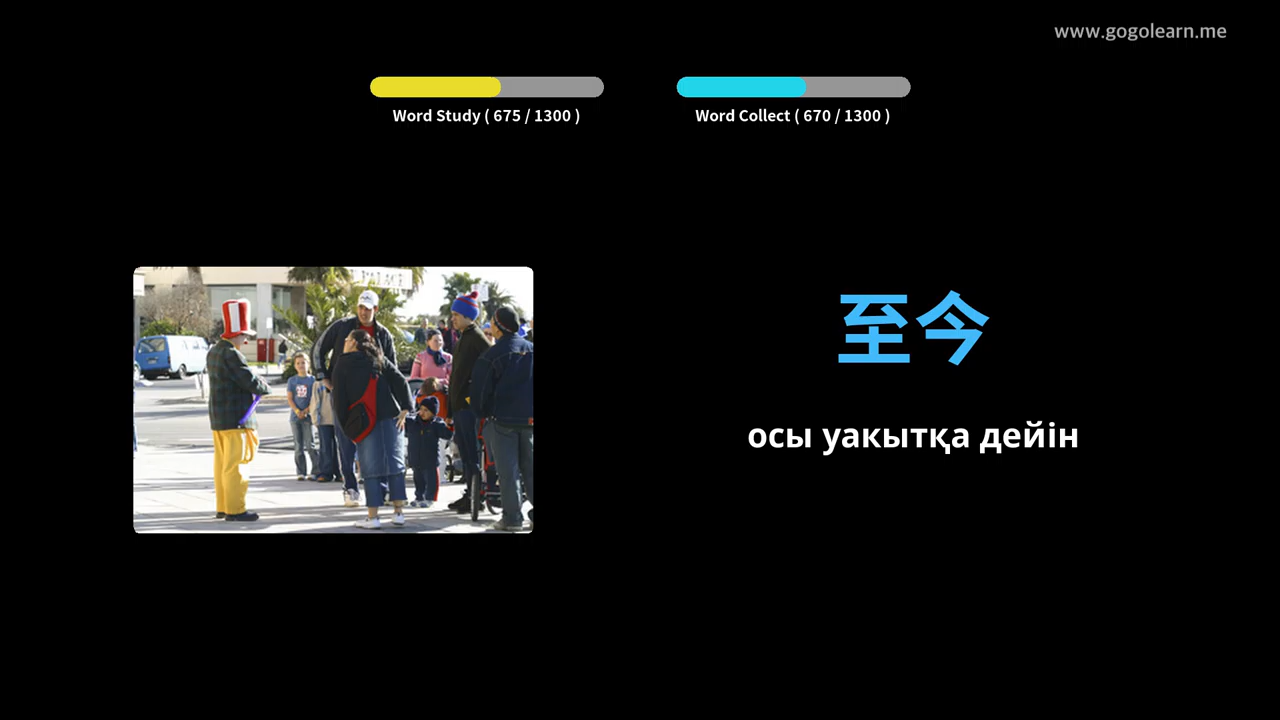 www.gogolearn.me
Word Study ( 675 / 1300 )
Word Collect ( 670 / 1300 )
至今
осы уакытқа дейін